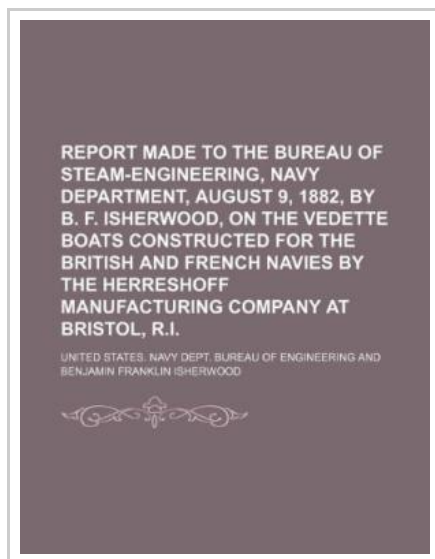 REPORT MADE TO THE BUREAU OF
STEAM-ENGINEERING, NAVY
DEPARTMENT, AUGUST 9, 1882, BY
B. F. ISHERWOOD, ON THE VEDETTE
BOATS CONSTRUCTED FOR THE
BRITISH AND FRENCH NAVIES BY
THE HERRESHOFF
MANUFACTURING COMPANY AT
BRISTOL, R.I.
UNITED STATES. NAVY DEPT. BUREAU OF ENGINEERING AND
BENJAMIN FRANKLIN ISHERWOOD